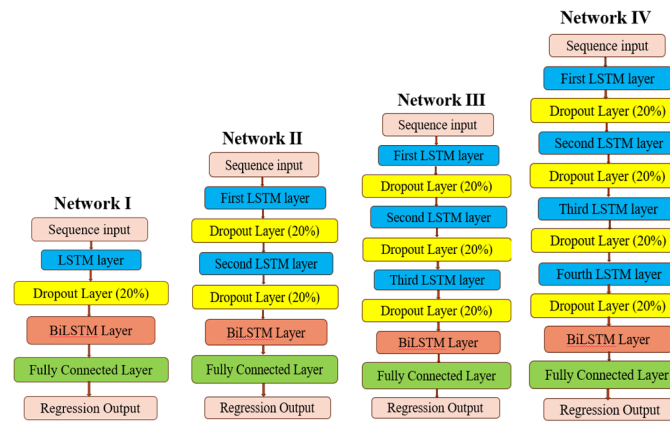 Network I
Sequence input
LSTM layer
Dropout Layer (20%)
BiLSTM Layer
Fully Connected Layer
Regression Output
Network II
Sequence input
First LSTM layer
Dropout Layer (20%)
Second LSTM layer
Dropout Layer (20%)
BiLSTM Layer
Fully Connected Layer
Regression Output
Network III
Sequence input
First LSTM layer
Dropout Layer (20%)
Second LSTM layer
Dropout Layer (20%)
Third LSTM layer
Dropout Layer (20%)
BiLSTM Layer
Fully Connected Layer
Regression Output
Network IV
Sequence input
First LSTM layer
Dropout Layer (20%)
Second LSTM layer
Dropout Layer (20%)
Third LSTM layer
Dropout Layer (20%)
Fourth LSTM layer
Dropout Layer (20%)
BiLSTM Layer
Fully Connected Layer
Regression Output